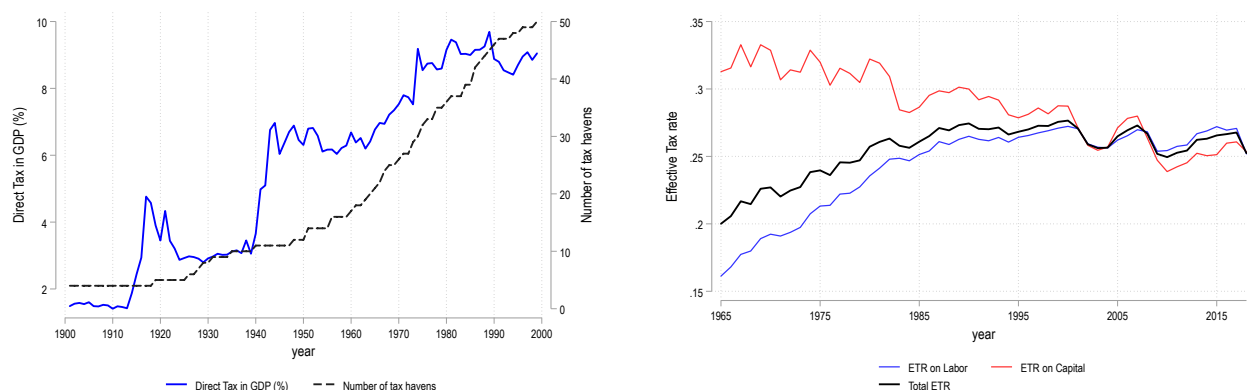 Direct Tax in GDP (%)
10
8
6
4
2
50
40
30
20
10
0
Number of tax havens
1900 1910 1920 1930 1940 1950 1960 1970 1980 1990 2000
year
Direct Tax in GDP (%) Number of tax havens
Effective Tax rate
.35
.3
.25
.2
.15
1965 1975 1985 1995 2005 2015
year
ETR on Labor ETR on Capital
Total ETR